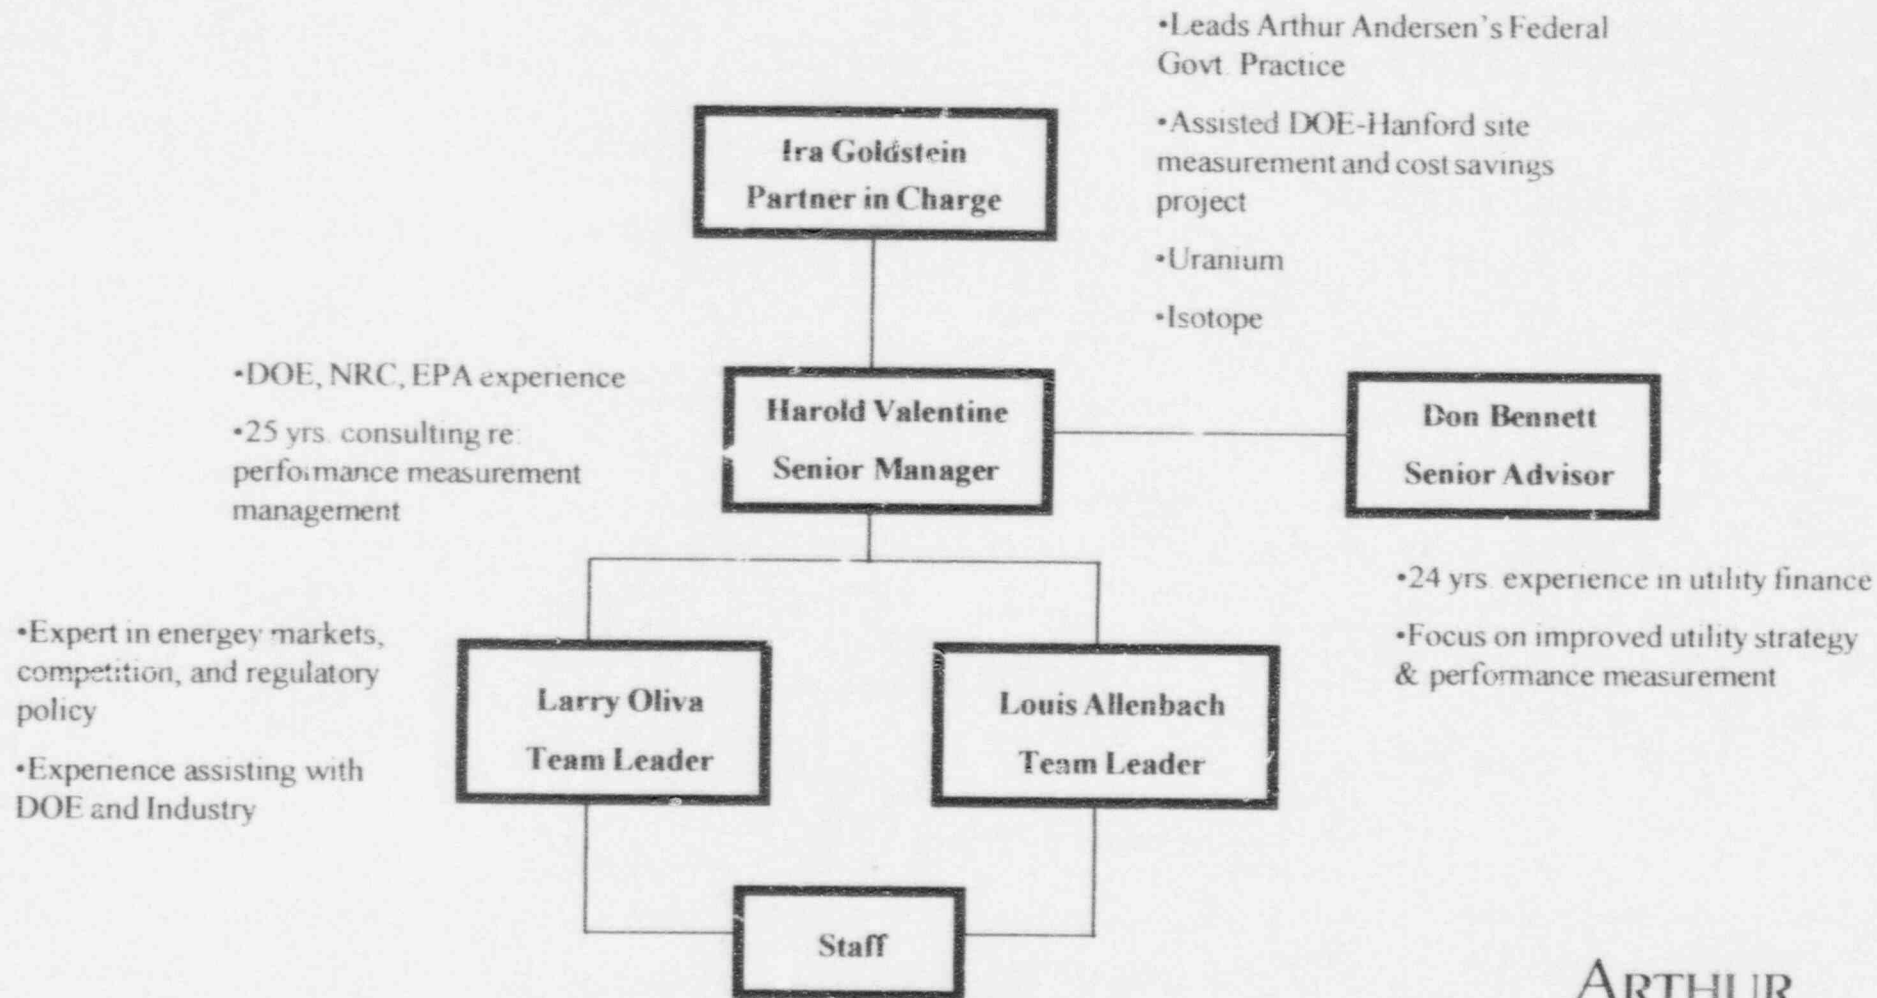 •Leads Arthur Andersen's Federal
Govt. Practice
•Assisted DOE-Hanford site
measurement and cost savings
project
•Uranium
•Isotope
Ira Goldstein
Partner in Charge
•DOE, NRC, EPA experience
•25 yrs. consulting re:
performance measurement
management
Harold Valentine
Senior Manager
Don Bennett
Senior Advisor
•24 yrs. experience in utility finance
•Focus on improved utility strategy
& performance measurement
•Expert in energey markets,
competition, and regulatory
policy
•Experience assisting with
DOE and Industry
Larry Oliva
Team Leader
Louis Allenbach
Team Leader
Staff
ARTHUR